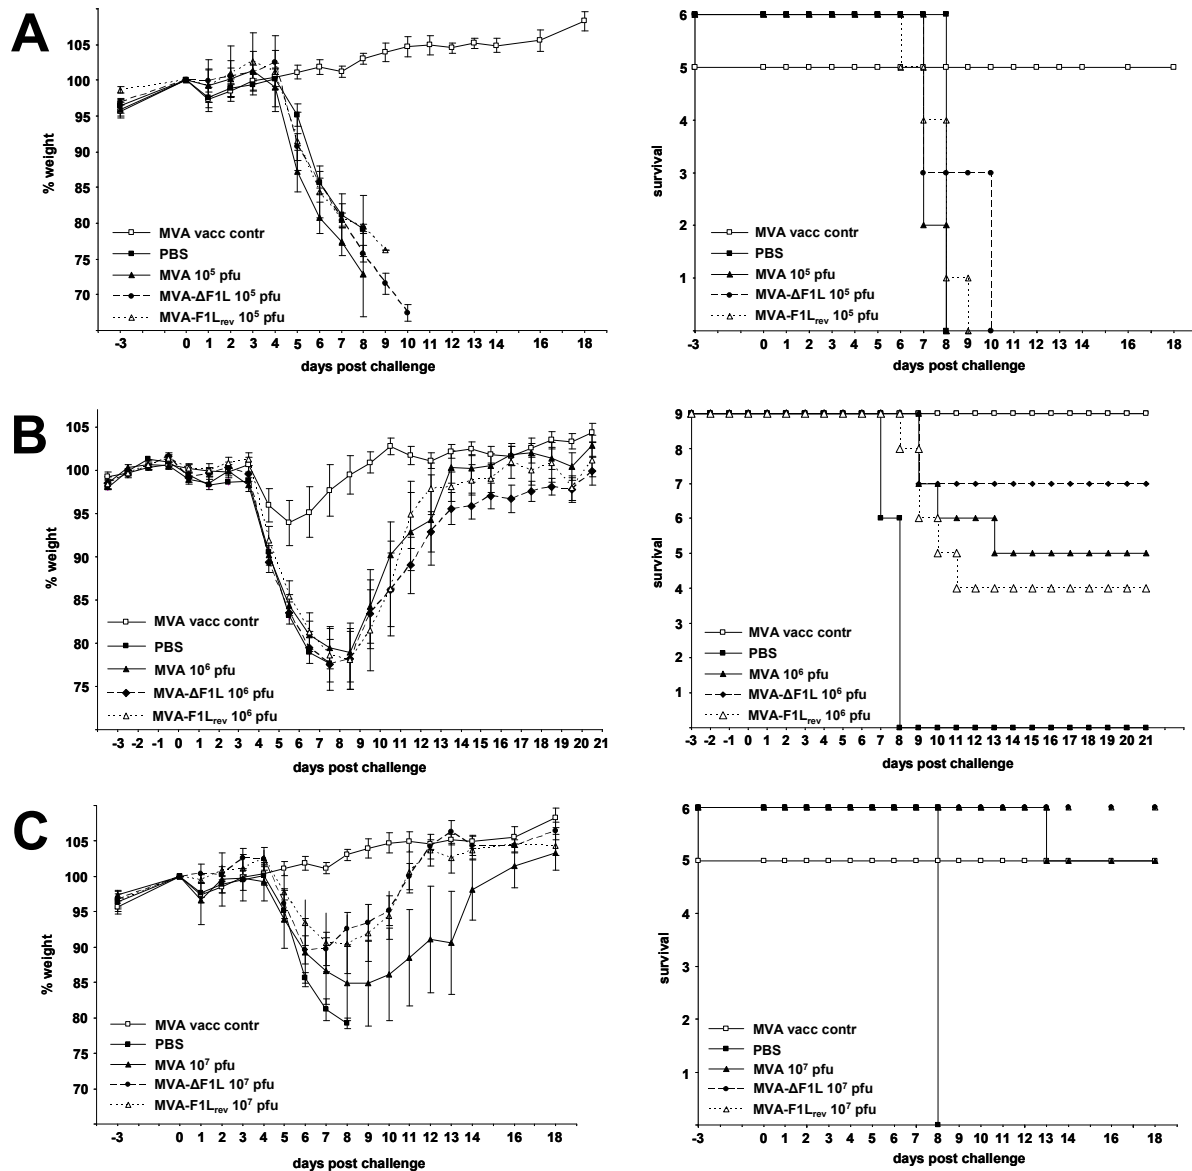 A
105
100
95
90
85
80
75
70
% weight
MVA vacc contr
PBS
MVA 10⁵ pfu
MVA-ΔF1L 10⁵ pfu
MVA-F1Lrev 10⁵ pfu
-3 0 1 2 3 4 5 6 7 8 9 10 11 12 13 14 16 18
days post challenge
6
5
4
3
2
1
survival
MVA vacc contr
PBS
MVA 10⁵ pfu
MVA-ΔF1L 10⁵ pfu
MVA-F1Lrev 10⁵ pfu
-3 0 1 2 3 4 5 6 7 8 9 10 11 12 13 14 16 18
days post challenge
B
105
100
95
90
85
80
75
% weight
MVA vacc contr
PBS
MVA 10⁶ pfu
MVA-ΔF1L 10⁶ pfu
MVA-F1Lrev 10⁶ pfu
-3 -2 -1 0 1 2 3 4 5 6 7 8 9 10 11 12 13 14 15 16 17 18 19 20 21
days post challenge
9
8
7
6
5
4
3
2
1
survival
MVA vacc contr
PBS
MVA 10⁶ pfu
MVA-ΔF1L 10⁶ pfu
MVA-F1Lrev 10⁶ pfu
-3 -2 -1 0 1 2 3 4 5 6 7 8 9 10 11 12 13 14 15 16 17 18 19 20 21
days post challenge
C
105
100
95
90
85
80
75
70
% weight
MVA vacc contr
PBS
MVA 10⁷ pfu
MVA-ΔF1L 10⁷ pfu
MVA-F1Lrev 10⁷ pfu
-3 0 1 2 3 4 5 6 7 8 9 10 11 12 13 14 16 18
days post challenge
6
5
4
3
2
1
survival
MVA vacc contr
PBS
MVA 10⁷ pfu
MVA-ΔF1L 10⁷ pfu
MVA-F1Lrev 10⁷ pfu
-3 0 1 2 3 4 5 6 7 8 9 10 11 12 13 14 16 18
days post challenge